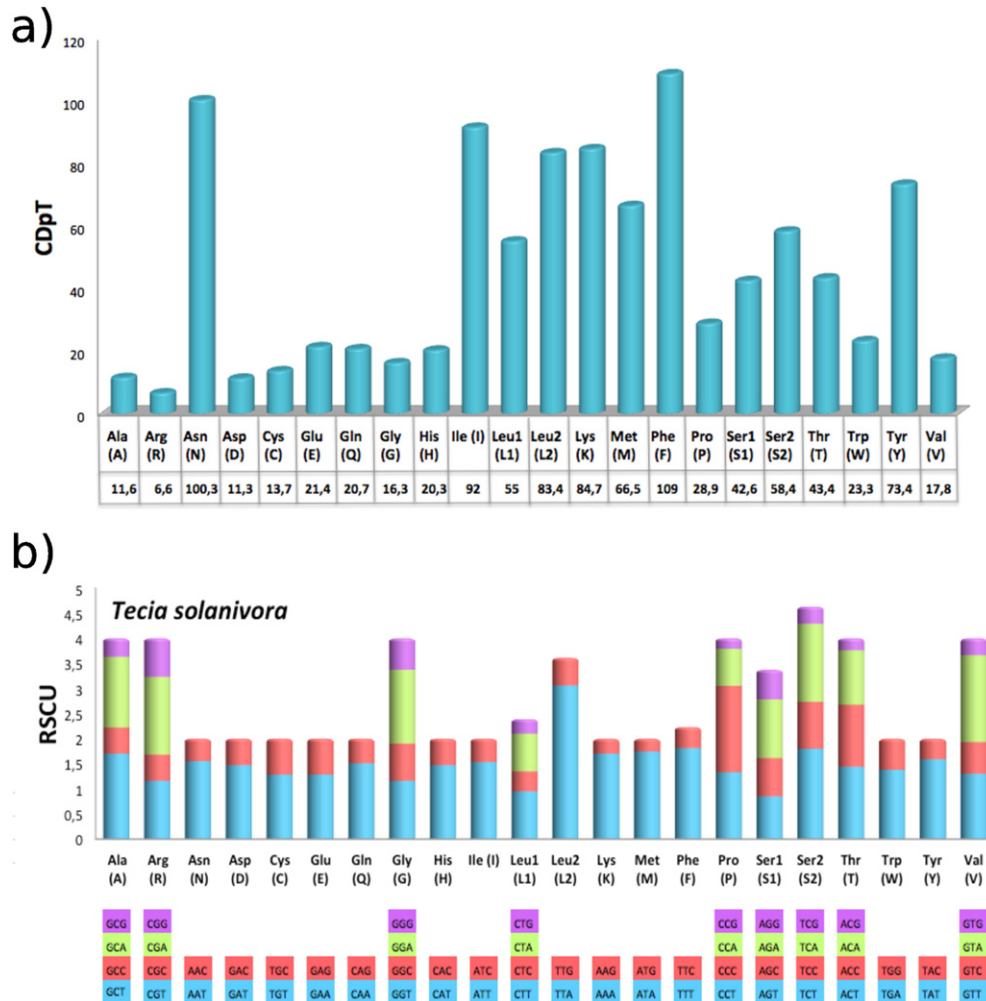 a)
120
100
80
60
40
20
0
CDpT
Ala (A) Arg (R) Asn (N) Asp (D) Cys (C) Glu (E) Gln (Q) Gly (G) His (H) Ile (I) Leu1 (L1) Leu2 (L2) Lys (K) Met (M) Phe (F) Pro (P) Ser1 (S1) Ser2 (S2) Thr (T) Trp (W) Tyr (Y) Val (V)
11,6 6,6 100,3 11,3 13,7 21,4 20,7 16,3 20,3 92 55 83,4 84,7 66,5 109 28,9 42,6 58,4 43,4 23,3 73,4 17,8
b)
5
4,5
4
3,5
3
2,5
2
1,5
1
0,5
0
RSCU
Tecia solanivora
Ala (A) Arg (R) Asn (N) Asp (D) Cys (C) Glu (E) Gln (Q) Gly (G) His (H) Ile (I) Leu1 (L1) Leu2 (L2) Lys (K) Met (M) Phe (F) Pro (P) Ser1 (S1) Ser2 (S2) Thr (T) Trp (W) Tyr (Y) Val (V)
GCG CGG GGG CTG CCG AGG TCG ACG GTG
GCA CGA GGA CTA CCA AGA TCA ACA GTA
GCC CGC AAC GAC TGC GAG CAG GGC CAC ATC CTC TTG AAG ATG TTC CCC AGC TCC ACC TGG TAC GTC
GCT CGT AAT GAT TGT GAA CAA GGT CAT ATT CTT TTA AAA ATA TTT CCT AGT TCT ACT TGA TAT GTT